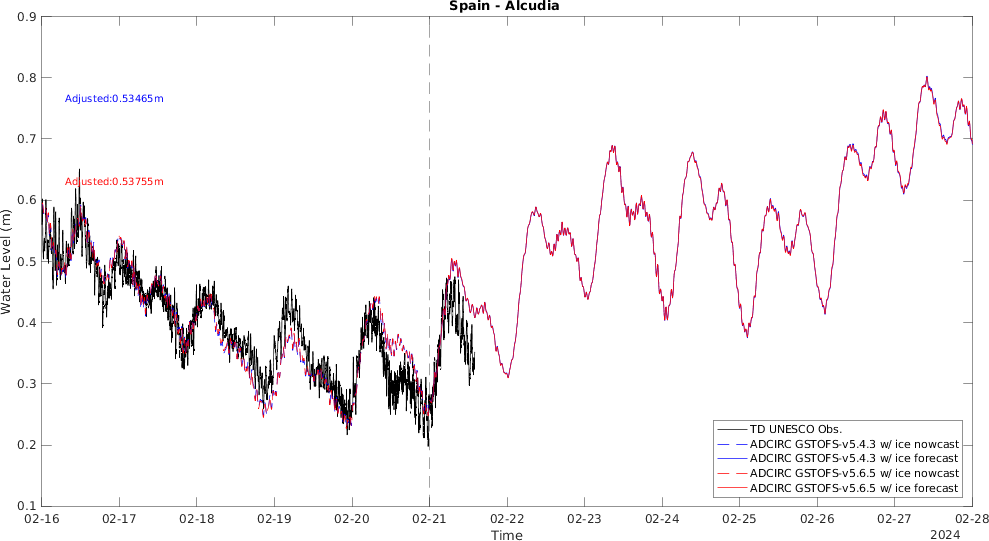 Spain - Alcudia
0.9
0.8
0.7
0.6
0.5
0.4
0.3
0.2
0.1
Water Level (m)
Adjusted:0.53465m
Adjusted:0.53755m
TD UNESCO Obs.
ADCIRC GSTOFS-v5.4.3 w/ ice nowcast
ADCIRC GSTOFS-v5.4.3 w/ ice forecast
ADCIRC GSTOFS-v5.6.5 w/ ice nowcast
ADCIRC GSTOFS-v5.6.5 w/ ice forecast
02-16 02-17 02-18 02-19 02-20 02-21 02-22 02-23 02-24 02-25 02-26 02-27 02-28
Time
2024